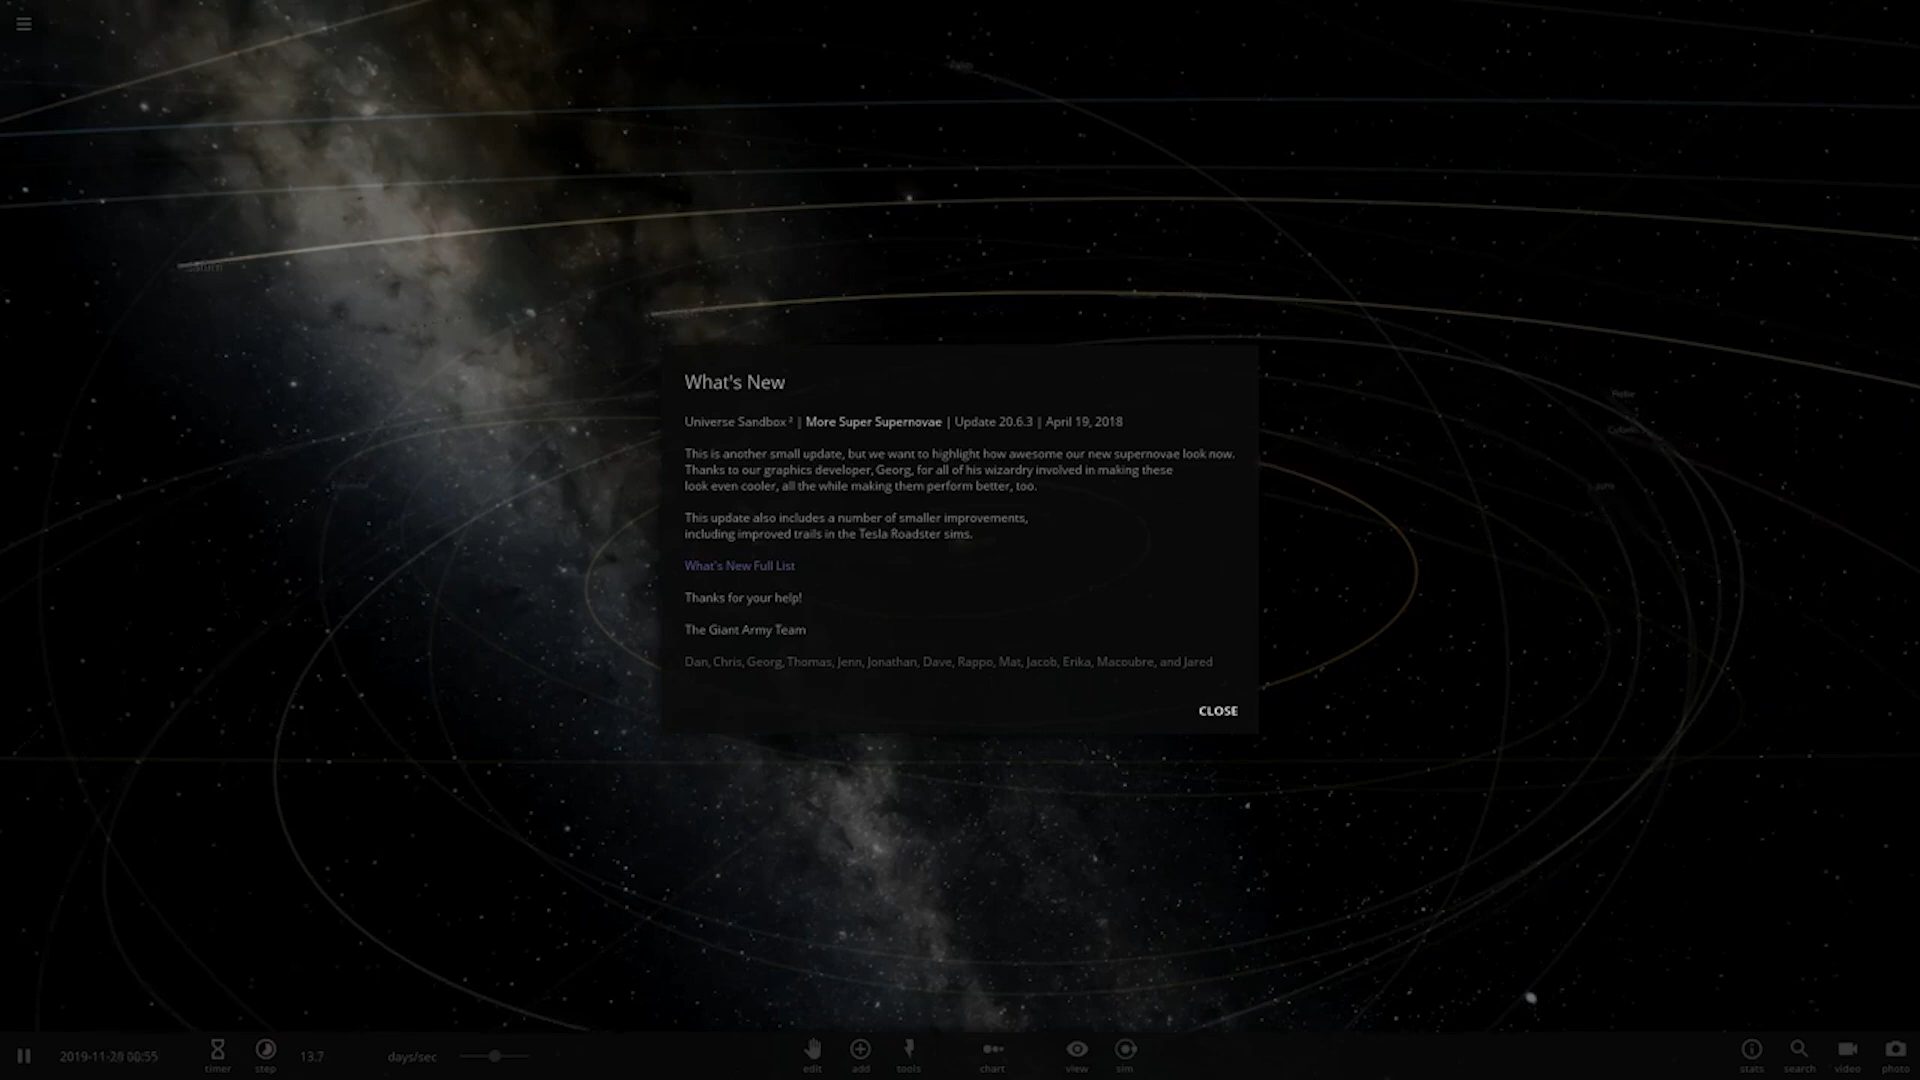 Saturn
What's New
Universe Sandbox ² | More Super Supernovae | Update 20.6.3 | April 19, 2018
This is another small update, but we want to highlight how awesome our new supernovae look now.
Thanks to our graphics developer, Georg, for all of his wizardry involved in making these
look even cooler, all the while making them perform better, too.
This update also includes a number of smaller improvements,
including improved trails in the Tesla Roadster sims.
What's New Full List
Thanks for your help!
The Giant Army Team
Dan, Chris, Georg, Thomas, Jenn, Jonathan, Dave, Rappo, Mat, Jacob, Erika, Macoubre, and Jared
CLOSE
2019-11-28 00:55
timer
step
13.7
days/sec
edit
add
tools
chart
view
sim
stats
search
video
photo